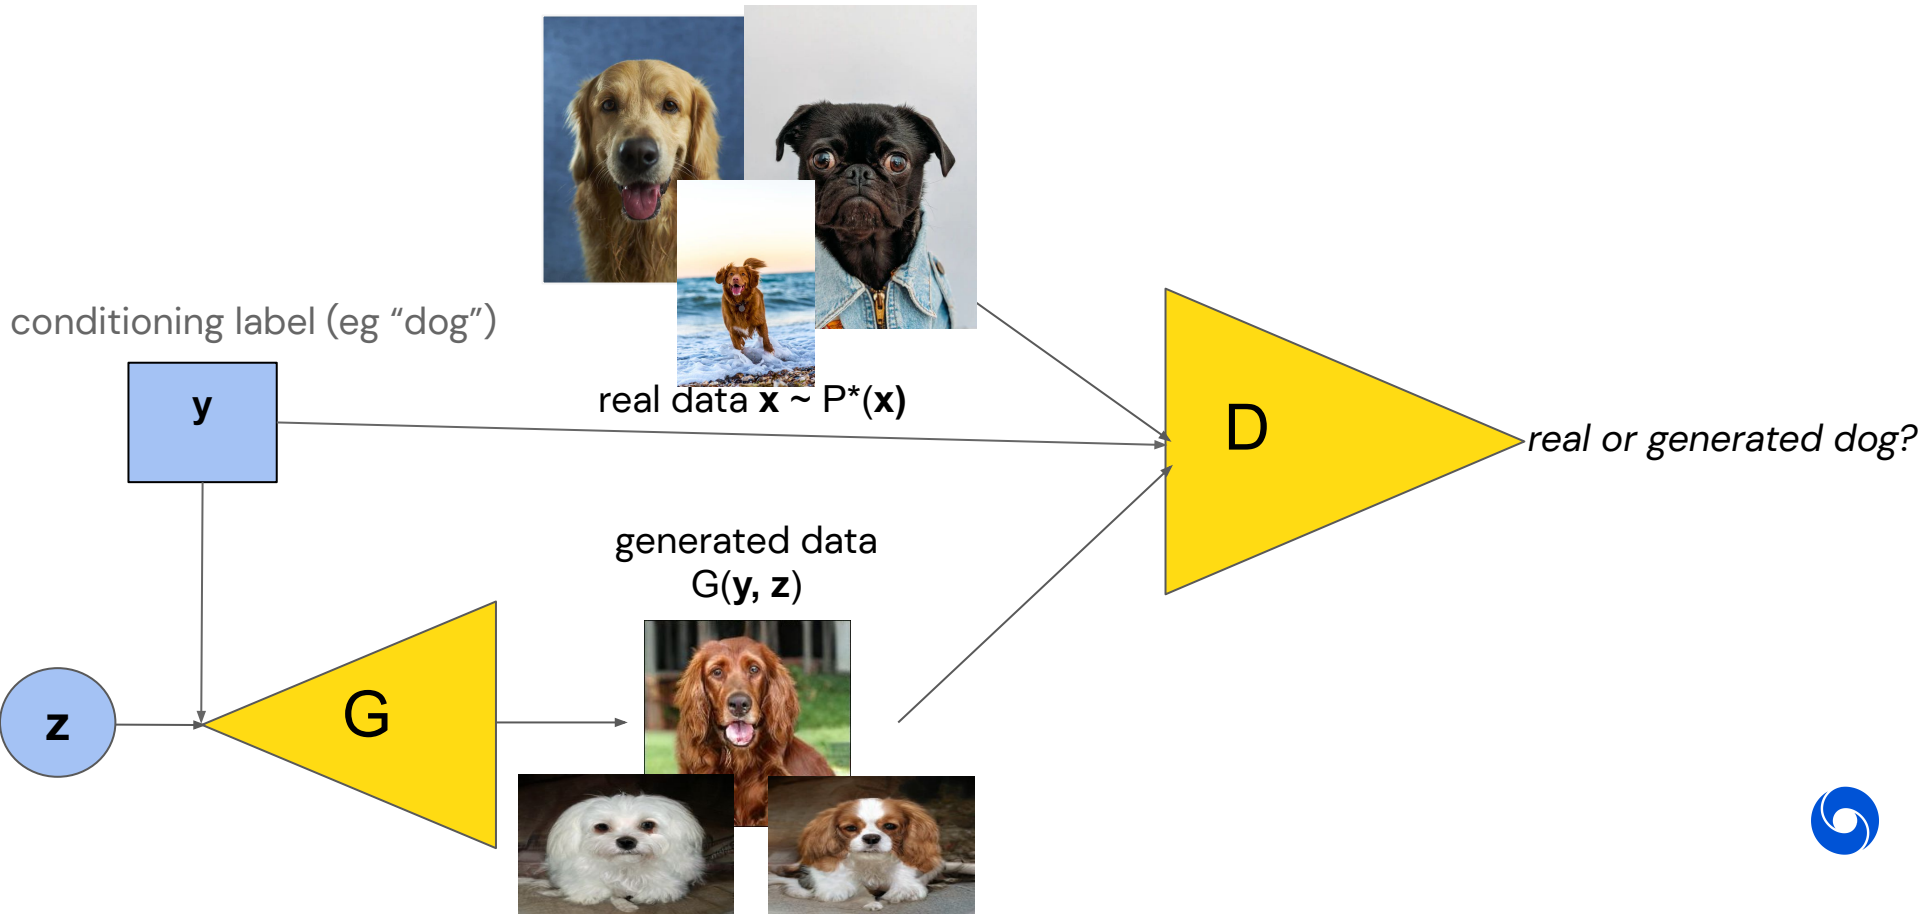 conditioning label (eg “dog”)
y
real data x ~ P*(x)
D
real or generated dog?
generated data
G(y, z)
z
G